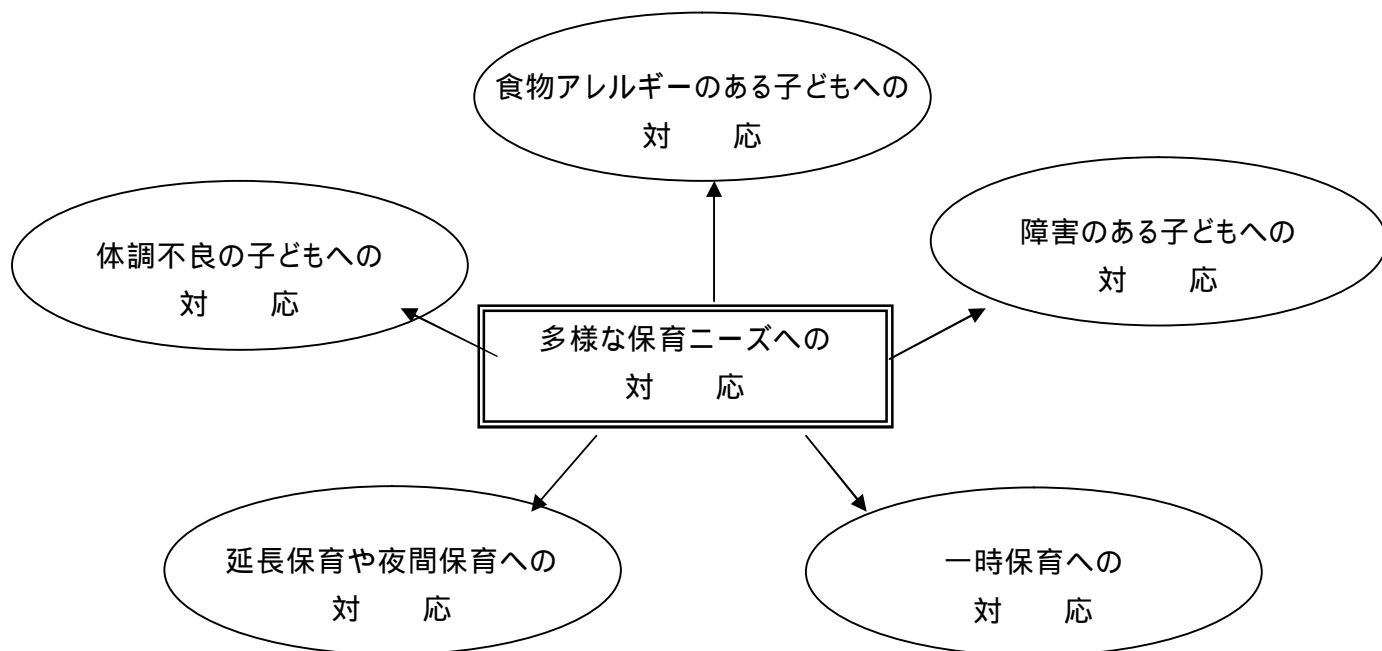 食物アレルギーのある子どもへの
対　　応
体調不良の子どもへの
対　　応
障害のある子どもへの
対　　応
多様な保育ニーズへの
対　　応
延長保育や夜間保育への
対　　応
一時保育への
対　　応